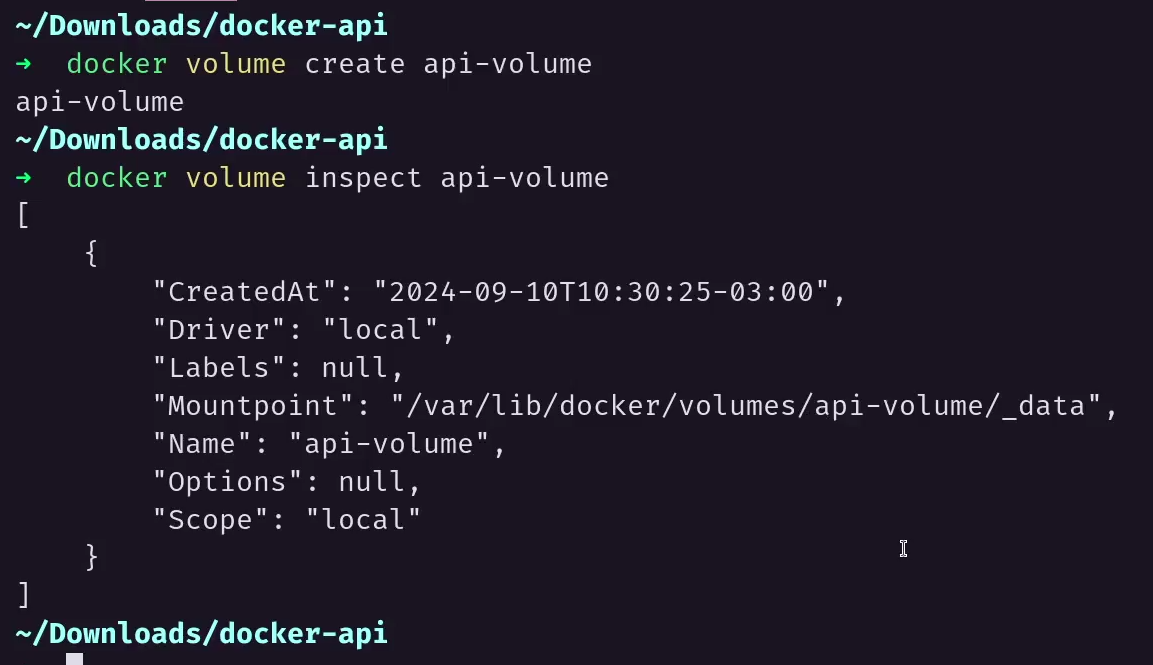 ~/Downloads/docker-api
➜  docker volume create api-volume
api-volume
~/Downloads/docker-api
➜  docker volume inspect api-volume
[
    {
        "CreatedAt": "2024-09-10T10:30:25-03:00",
        "Driver": "local",
        "Labels": null,
        "Mountpoint": "/var/lib/docker/volumes/api-volume/_data",
        "Name": "api-volume",
        "Options": null,
        "Scope": "local"
    }
]
~/Downloads/docker-api